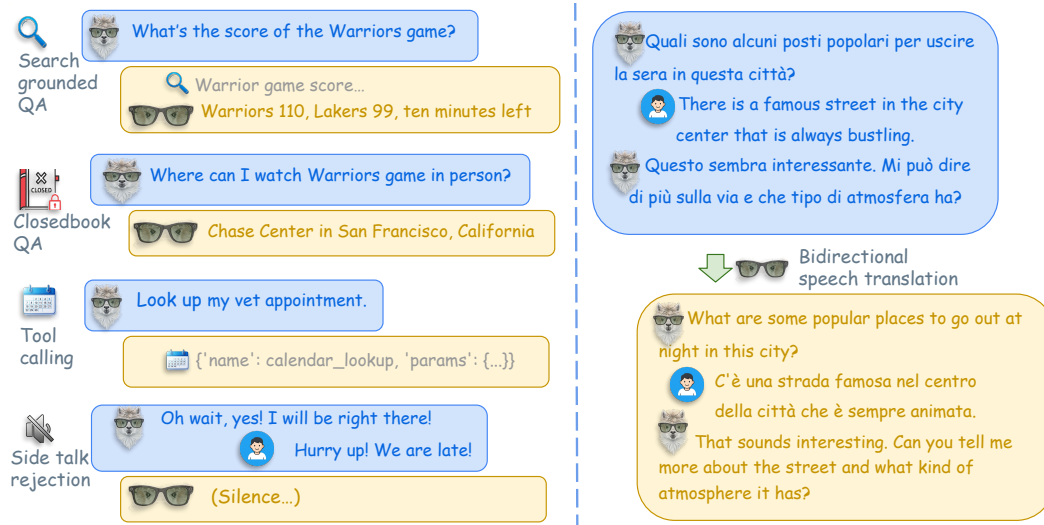 Search
grounded
QA
What's the score of the Warriors game?
Warrior game score…
Warriors 110, Lakers 99, ten minutes left
CLOSED
Closedbook
QA
Where can I watch Warriors game in person?
Chase Center in San Francisco, California
Tool
calling
Look up my vet appointment.
{'name': calendar_lookup, 'params': {…}}
Side talk
rejection
Oh wait, yes! I will be right there!
Hurry up! We are late!
(Silence…)
Quali sono alcuni posti popolari per uscire
la sera in questa città?
There is a famous street in the city
center that is always bustling.
Questo sembra interessante. Mi può dire
di più sulla via e che tipo di atmosfera ha?
Bidirectional
speech translation
What are some popular places to go out at
night in this city?
C'è una strada famosa nel centro
della città che è sempre animata.
That sounds interesting. Can you tell me
more about the street and what kind of
atmosphere it has?